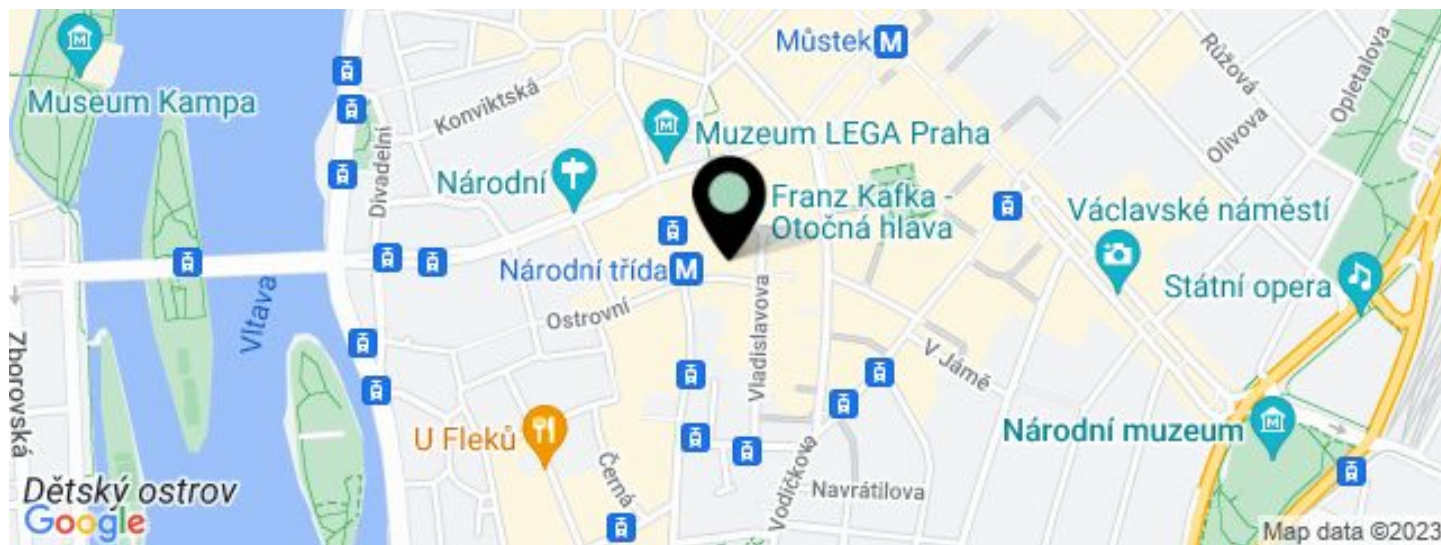 Můstek M
Růžová
Opletalova
Museum Kampa
Konviktská
Olivova
Muzeum LEGA Praha
Divadelní
Národní
Franz Kafka -
Otočná hlava
Václavské náměstí
Národní třída M
Státní opera
Vltava
Ostrovní
Vladislavova
V Jámě
Zborovská
U Fleků
Národní muzeum
Černá
Vodičkova
Navrátilova
Dětský ostrov
Google
Map data ©2023